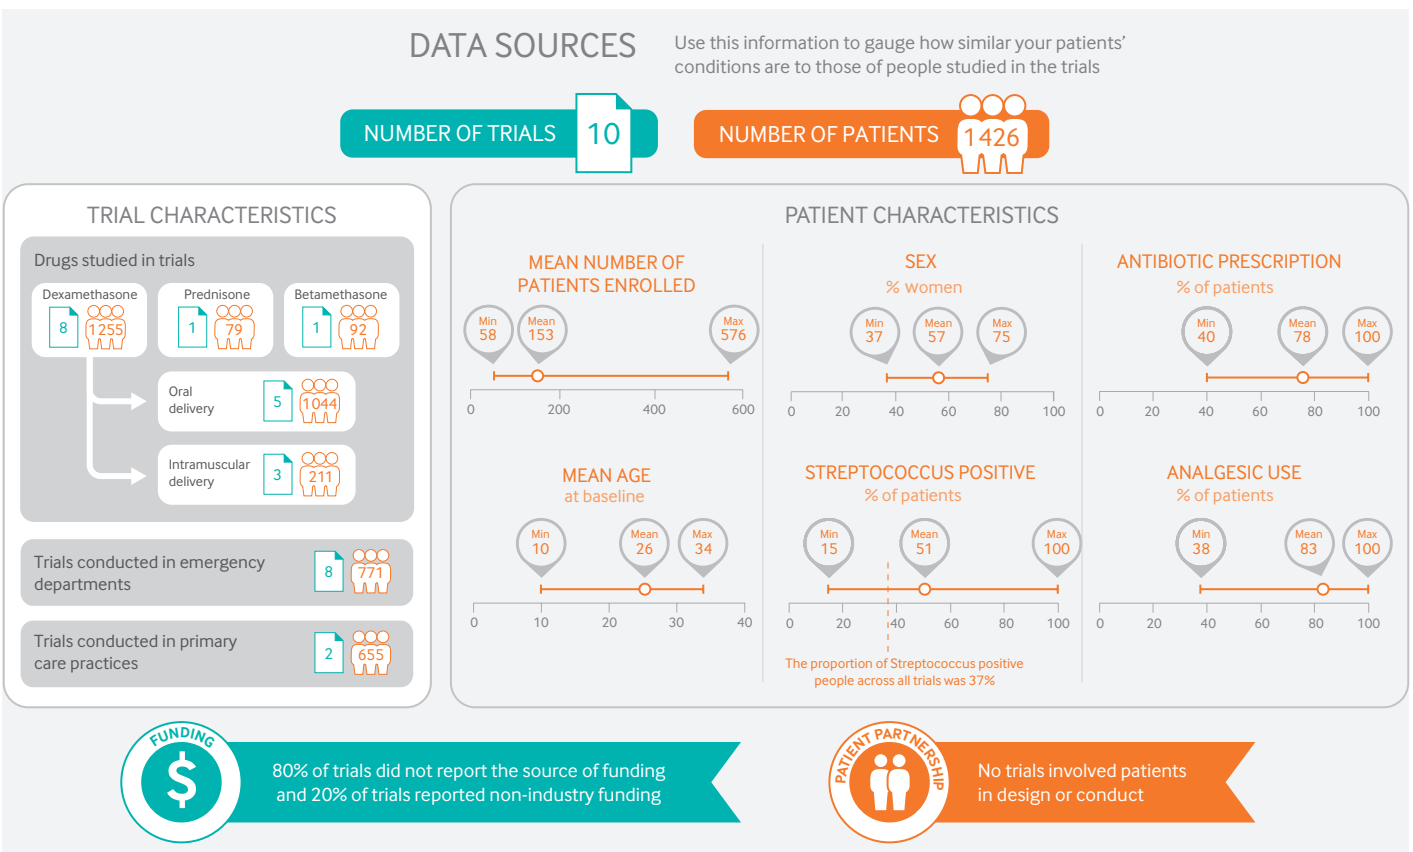 DATA SOURCES
Use this information to gauge how similar your patients'
conditions are to those of people studied in the trials
NUMBER OF TRIALS
10
NUMBER OF PATIENTS
1426
TRIAL CHARACTERISTICS
Drugs studied in trials
Dexamethasone
8
1255
Prednisone
1
79
Betamethasone
1
92
Oral
delivery
5
1044
Intramuscular
delivery
3
211
Trials conducted in emergency
departments
8
771
Trials conducted in primary
care practices
2
655
PATIENT CHARACTERISTICS
MEAN NUMBER OF
PATIENTS ENROLLED
Min
58
Mean
153
Max
576
0 200 400 600
SEX
% women
Min
37
Mean
57
Max
75
0 20 40 60 80 100
ANTIBIOTIC PRESCRIPTION
% of patients
Min
40
Mean
78
Max
100
0 20 40 60 80 100
MEAN AGE
at baseline
Min
10
Mean
26
Max
34
0 10 20 30 40
STREPTOCOCCUS POSITIVE
% of patients
Min
15
Mean
51
Max
100
0 20 40 60 80 100
The proportion of Streptococcus positive
people across all trials was 37%
ANALGESIC USE
% of patients
Min
38
Mean
83
Max
100
0 20 40 60 80 100
FUNDING
$
80% of trials did not report the source of funding
and 20% of trials reported non-industry funding
PATIENT PARTNERSHIP
No trials involved patients
in design or conduct